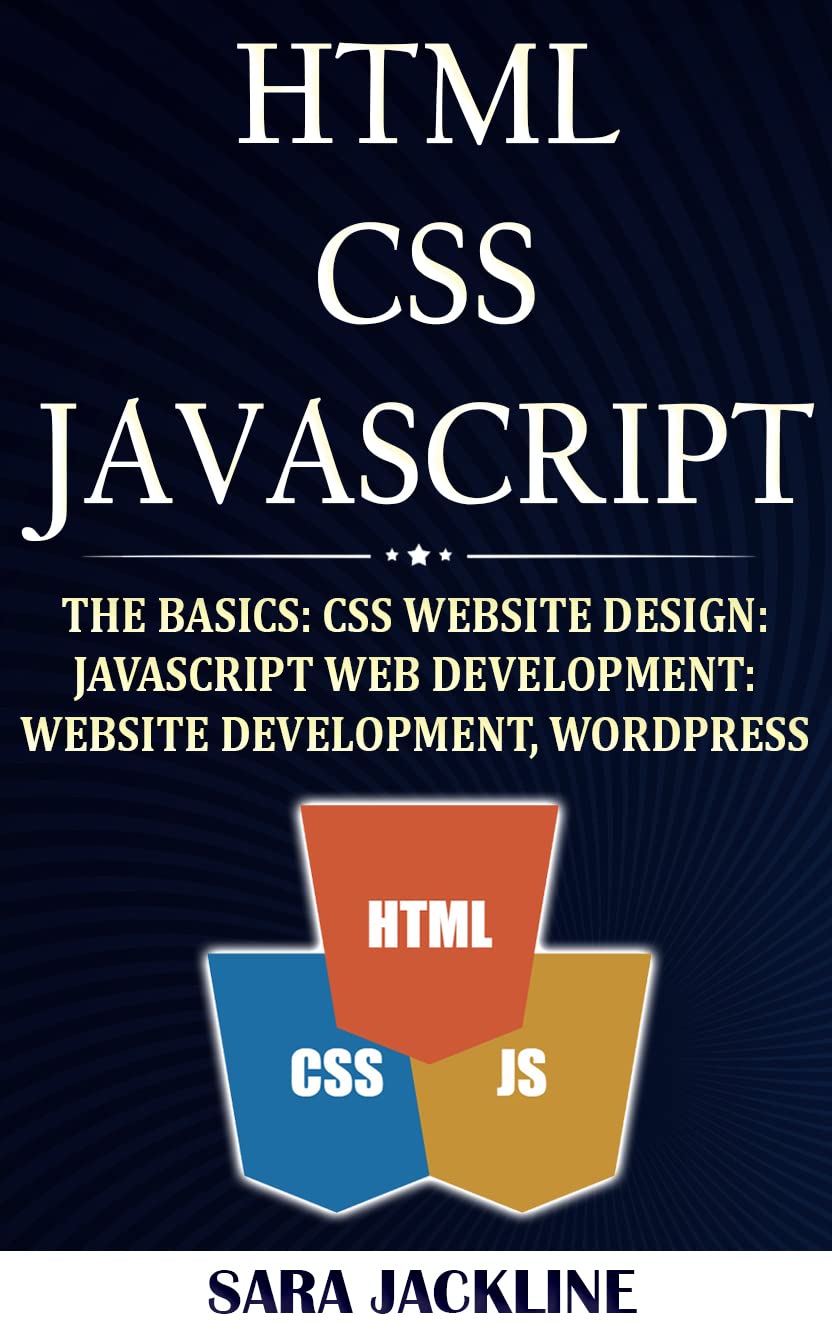 HTML
CSS
JAVASCRIPT
THE BASICS: CSS WEBSITE DESIGN:
JAVASCRIPT WEB DEVELOPMENT:
WEBSITE DEVELOPMENT, WORDPRESS
HTML
CSS JS
SARA JACKLINE